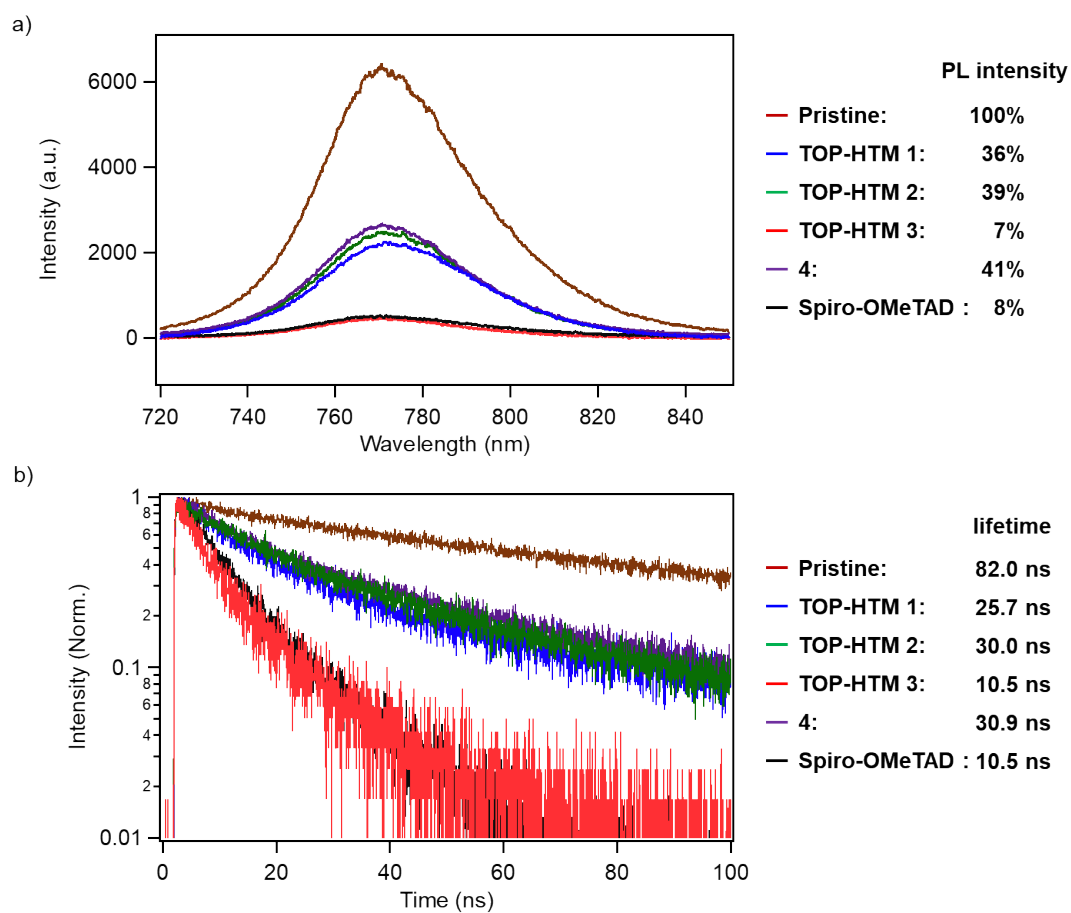 a)
6000
4000
2000
0
Intensity (a.u.)
720 740 760 780 800 820 840
Wavelength (nm)
PL intensity
Pristine: 100%
TOP-HTM 1: 36%
TOP-HTM 2: 39%
TOP-HTM 3: 7%
4: 41%
Spiro-OMeTAD : 8%
b)
1
8
6
4
2
0.1
8
6
4
2
0.01
Intensity (Norm.)
0 20 40 60 80 100
Time (ns)
lifetime
Pristine: 82.0 ns
TOP-HTM 1: 25.7 ns
TOP-HTM 2: 30.0 ns
TOP-HTM 3: 10.5 ns
4: 30.9 ns
Spiro-OMeTAD : 10.5 ns